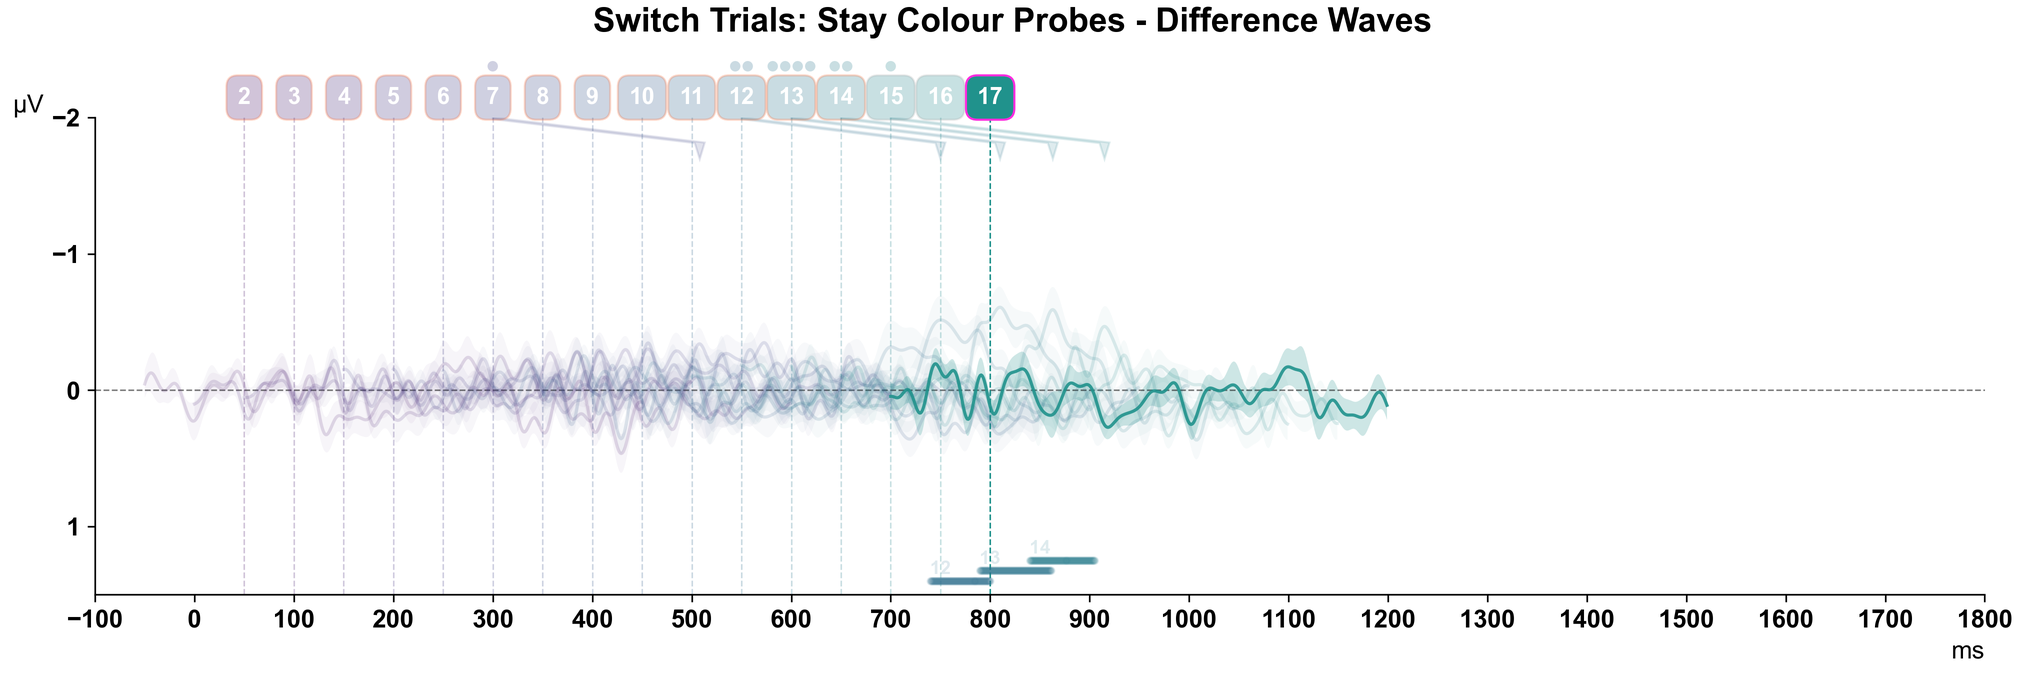 Switch Trials: Stay Colour Probes - Difference Waves
2 3 4 5 6 7 8 9 10 11 12 13 14 15 16 17
µV
−2
−1
0
1
14
13
12
−100 0 100 200 300 400 500 600 700 800 900 1000 1100 1200 1300 1400 1500 1600 1700 1800
ms